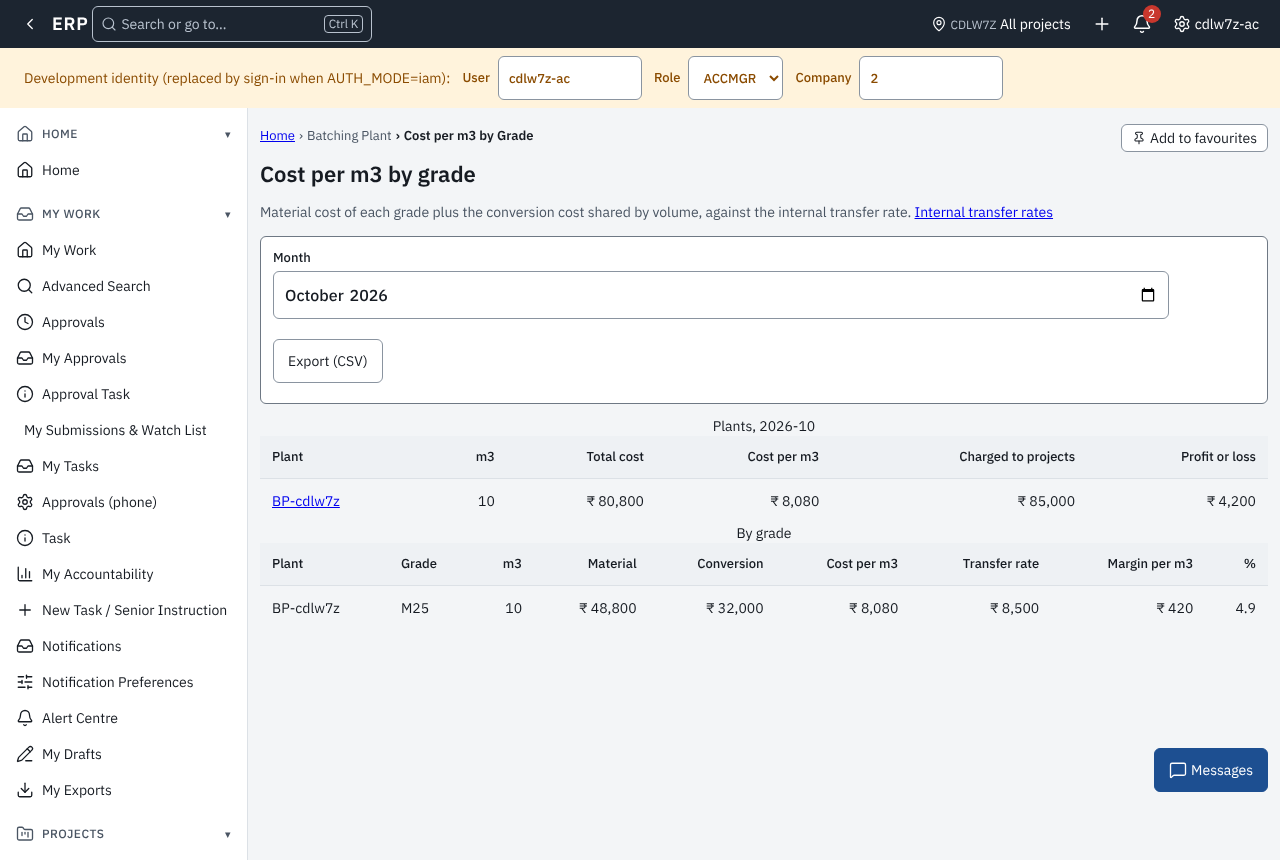 ERP Search or go to... Ctrl K CDLW7Z All projects 2 cdlw7z-ac
Development identity (replaced by sign-in when AUTH_MODE=iam): User cdlw7z-ac Role ACCMGR Company 2
HOME
Home
MY WORK
My Work
Advanced Search
Approvals
My Approvals
Approval Task
My Submissions & Watch List
My Tasks
Approvals (phone)
Task
My Accountability
New Task / Senior Instruction
Notifications
Notification Preferences
Alert Centre
My Drafts
My Exports
PROJECTS
Home › Batching Plant › Cost per m3 by Grade
Add to favourites
Cost per m3 by grade
Material cost of each grade plus the conversion cost shared by volume, against the internal transfer rate. Internal transfer rates
Month
October 2026
Export (CSV)
Plants, 2026-10
Plant m3 Total cost Cost per m3 Charged to projects Profit or loss
BP-cdlw7z 10 ₹ 80,800 ₹ 8,080 ₹ 85,000 ₹ 4,200
By grade
Plant Grade m3 Material Conversion Cost per m3 Transfer rate Margin per m3 %
BP-cdlw7z M25 10 ₹ 48,800 ₹ 32,000 ₹ 8,080 ₹ 8,500 ₹ 420 4.9
Messages